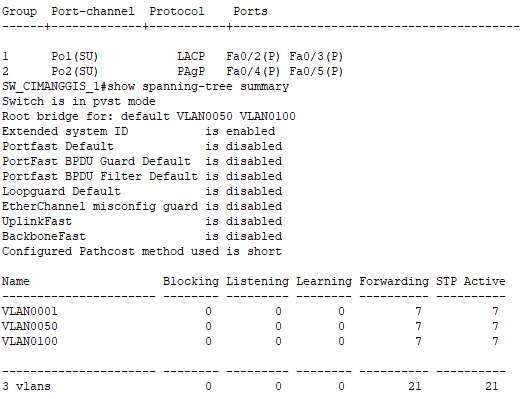 Group  Port-channel  Protocol    Ports
------+-------------+-----------+----------------------------------------------
1      Po1(SU)           LACP   Fa0/2(P) Fa0/3(P)
2      Po2(SU)           PAgP   Fa0/4(P) Fa0/5(P)
SW_CIMANGGIS_1#show spanning-tree summary
Switch is in pvst mode
Root bridge for: default VLAN0050 VLAN0100
Extended system ID           is enabled
Portfast Default             is disabled
PortFast BPDU Guard Default  is disabled
Portfast BPDU Filter Default is disabled
Loopguard Default            is disabled
EtherChannel misconfig guard is disabled
UplinkFast                   is disabled
BackboneFast                 is disabled
Configured Pathcost method used is short
Name                   Blocking Listening Learning Forwarding STP Active
---------------------- -------- --------- -------- ---------- ----------
VLAN0001                     0         0        0          7          7
VLAN0050                     0         0        0          7          7
VLAN0100                     0         0        0          7          7
---------------------- -------- --------- -------- ---------- ----------
3 vlans                      0         0        0         21         21